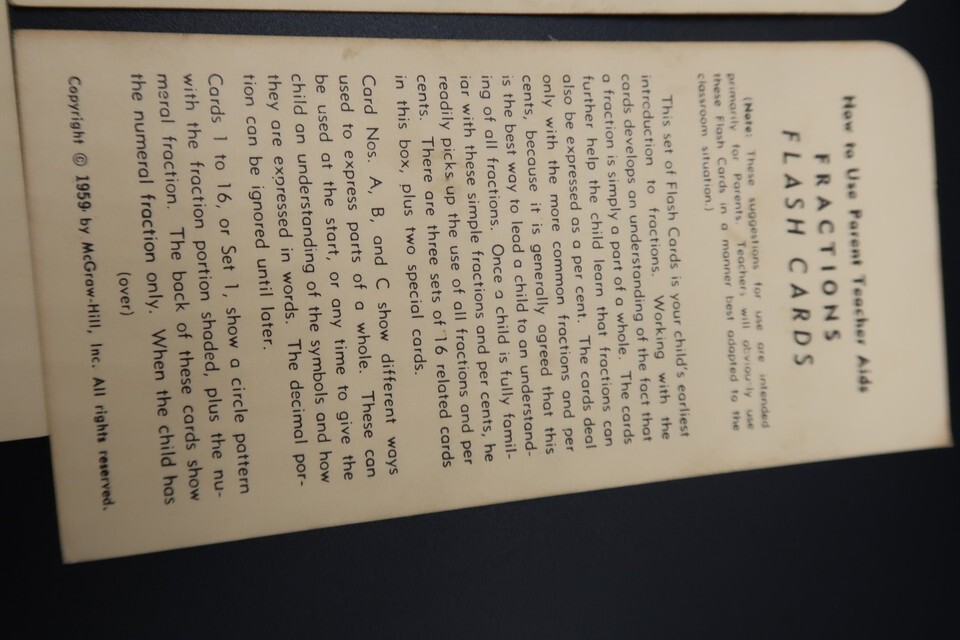 How to Use Parent Teacher Aids
FRACTIONS
FLASH CARDS
(Note: These suggestions for use are intended
primarily for Parents. Teachers will obviously use
these Flash Cards in a manner best adapted to the
classroom situation.)
This set of Flash Cards is your child's earliest
introduction to fractions. Working with the
cards develops an understanding of the fact that
a fraction is simply a part of a whole. The cards
further help the child learn that fractions can
also be expressed as a per cent. The cards deal
only with the more common fractions and per
cents, because it is generally agreed that this
is the best way to lead a child to an understand-
ing of all fractions. Once a child is fully famil-
iar with these simple fractions and per cents, he
readily picks up the use of all fractions and per
cents. There are three sets of 16 related cards
in this box, plus two special cards.
Card Nos. A, B, and C show different ways
used to express parts of a whole. These can
be used at the start, or any time to give the
child an understanding of the symbols and how
they are expressed in words. The decimal por-
tion can be ignored until later.
Cards 1 to 16, or Set 1, show a circle pattern
with the fraction portion shaded, plus the nu-
meral fraction. The back of these cards show
the numeral fraction only. When the child has
(over)
Copyright © 1959 by McGraw-Hill, Inc. All rights reserved.